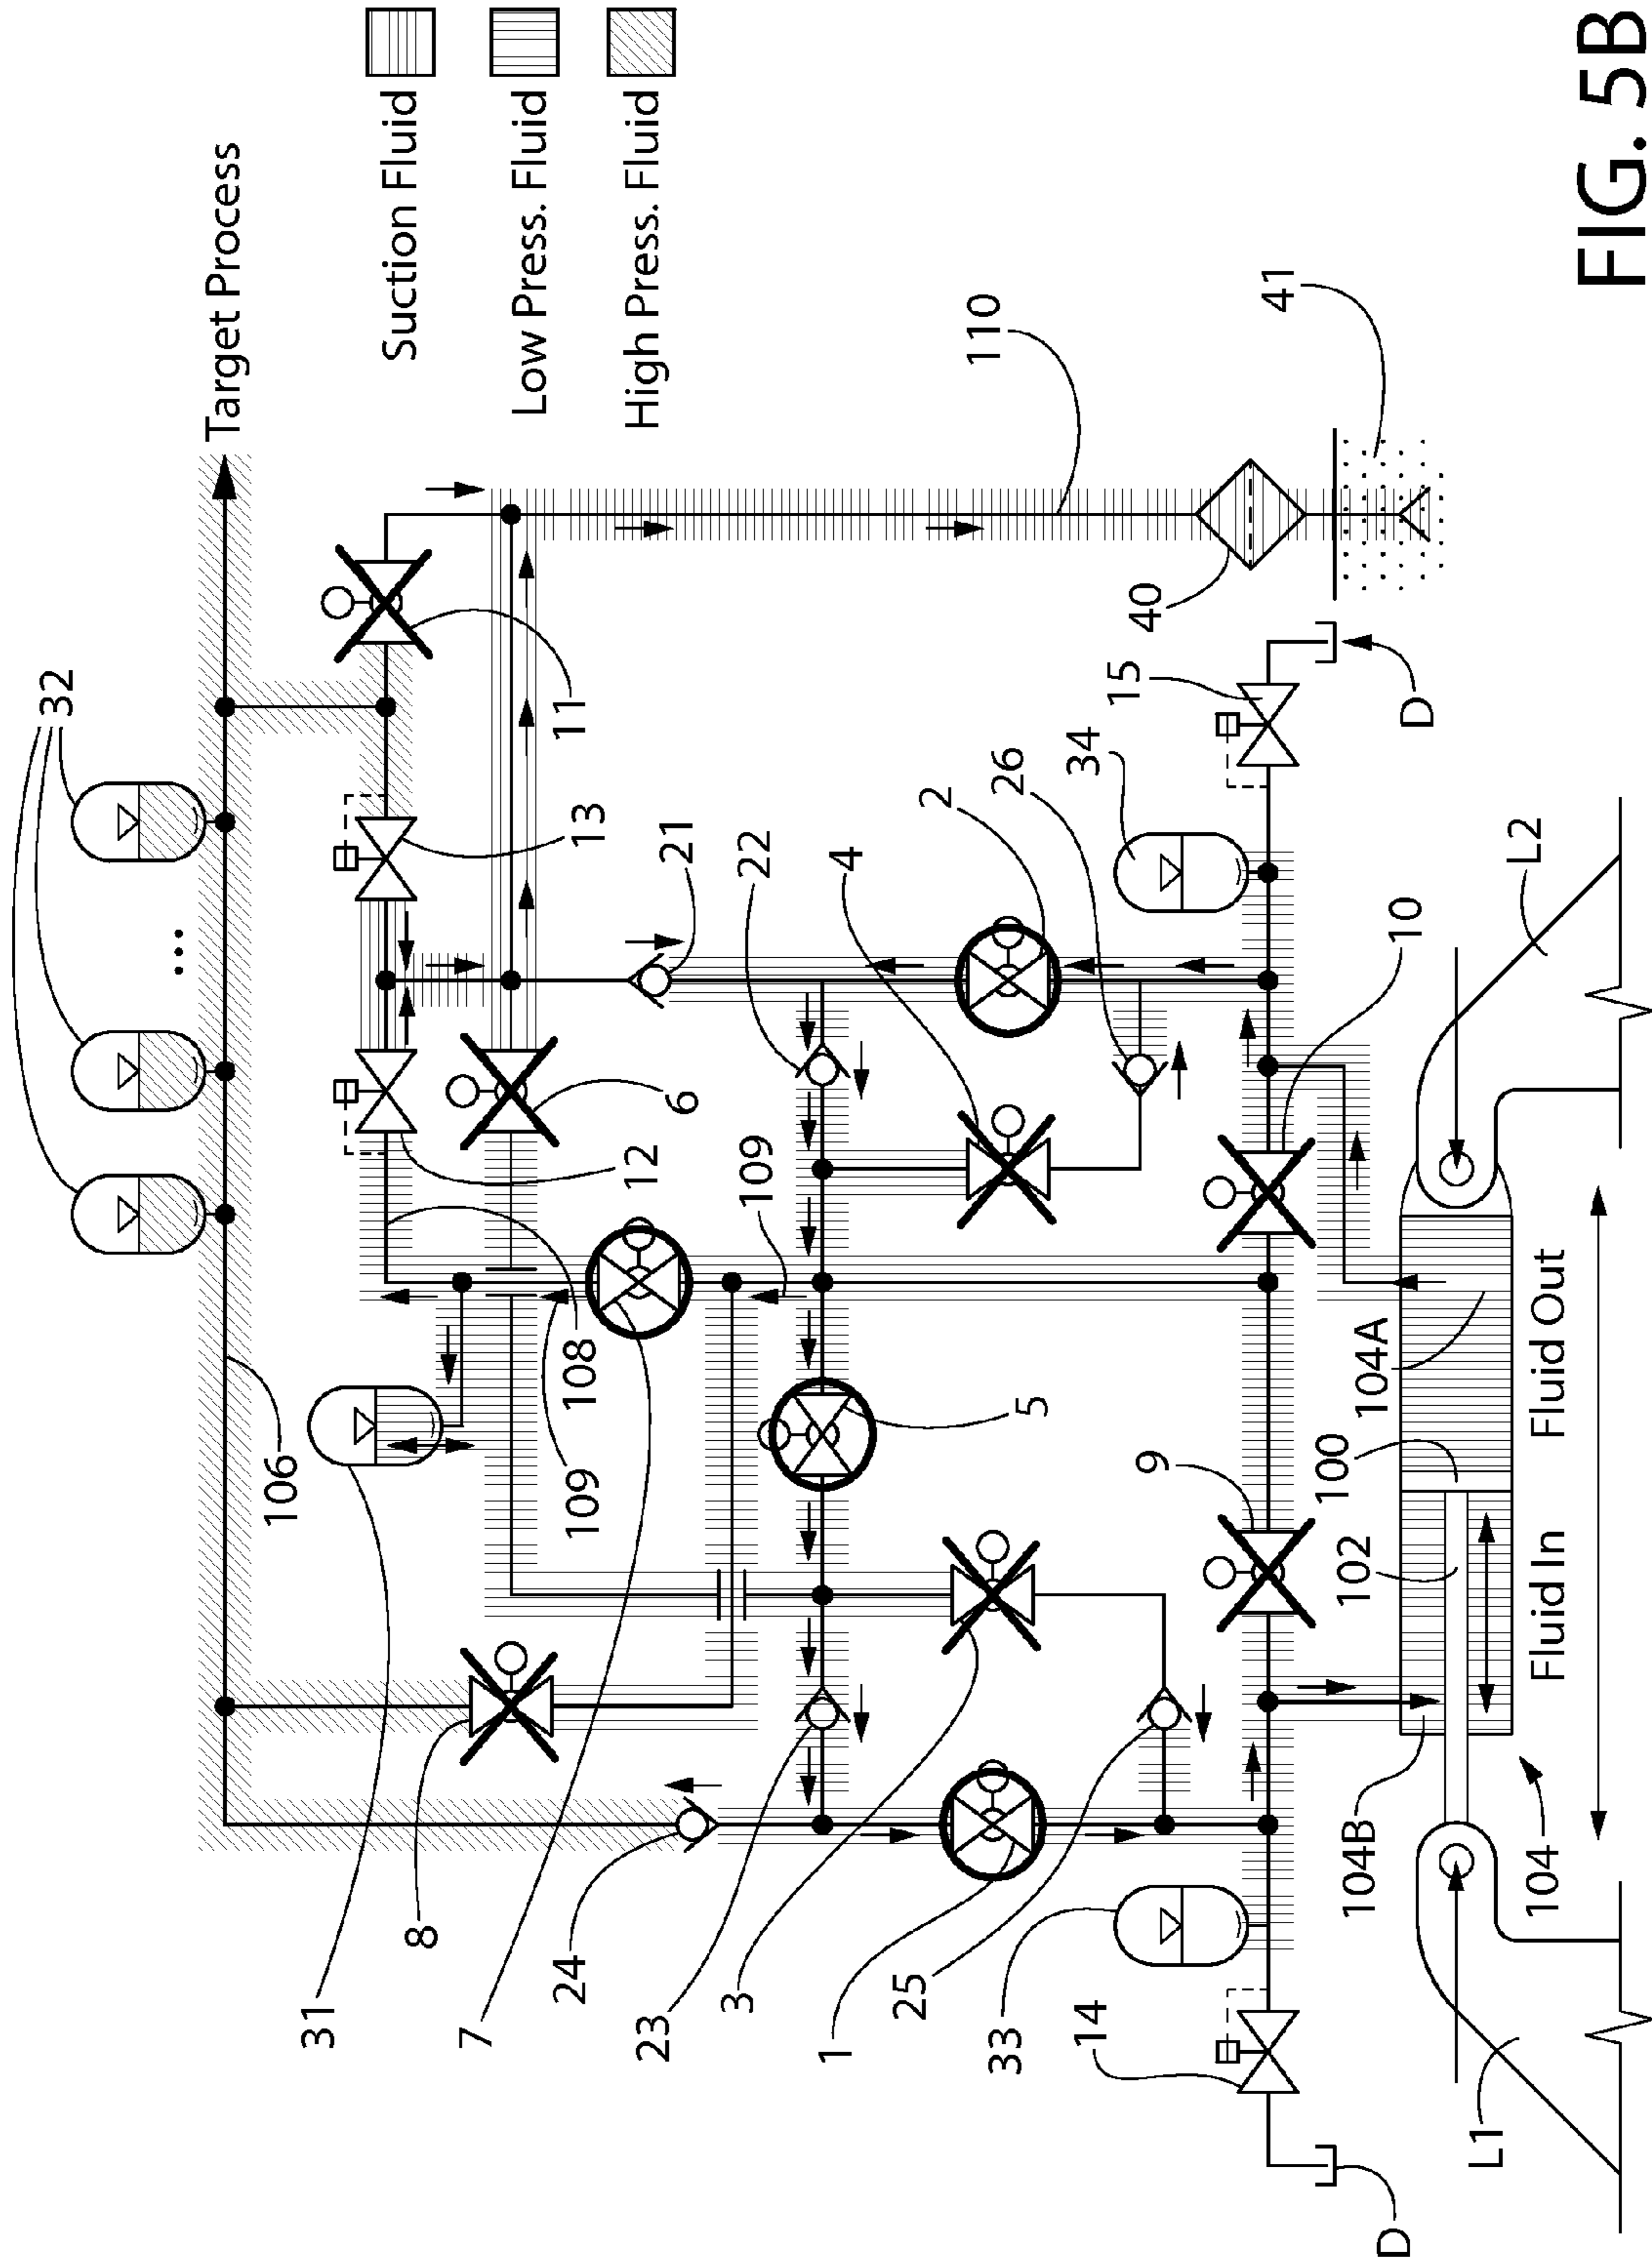 32
Target Process
Suction Fluid
Low Press. Fluid
High Press. Fluid
106
31
109
108
12
6
13
11
8
7
109
21
24
5
22
110
23
4
2
3
26
1
34
40
25
15
41
33
9
10
14
D
D
104B
102
100
104A
L1
104
Fluid In
Fluid Out
L2
FIG. 5B